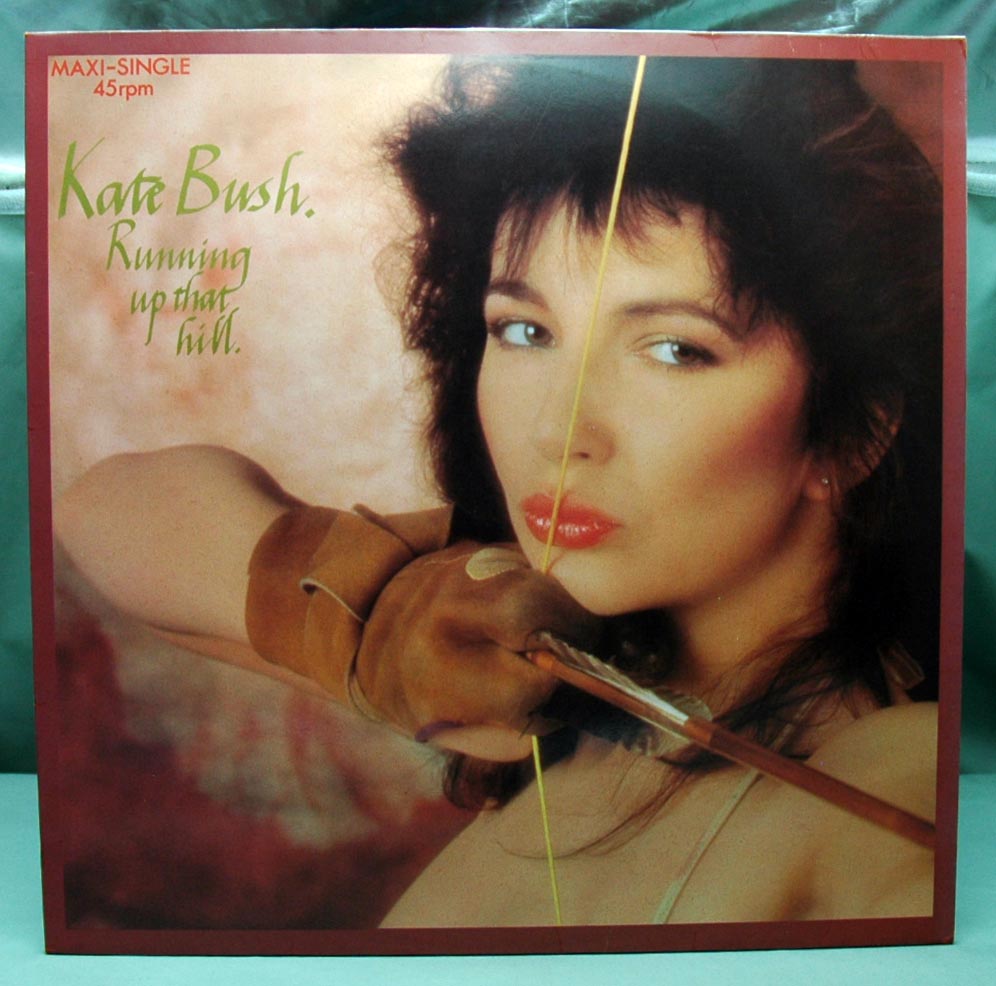 MAXI-SINGLE
45rpm
Kate Bush.
Running
up that
hill.